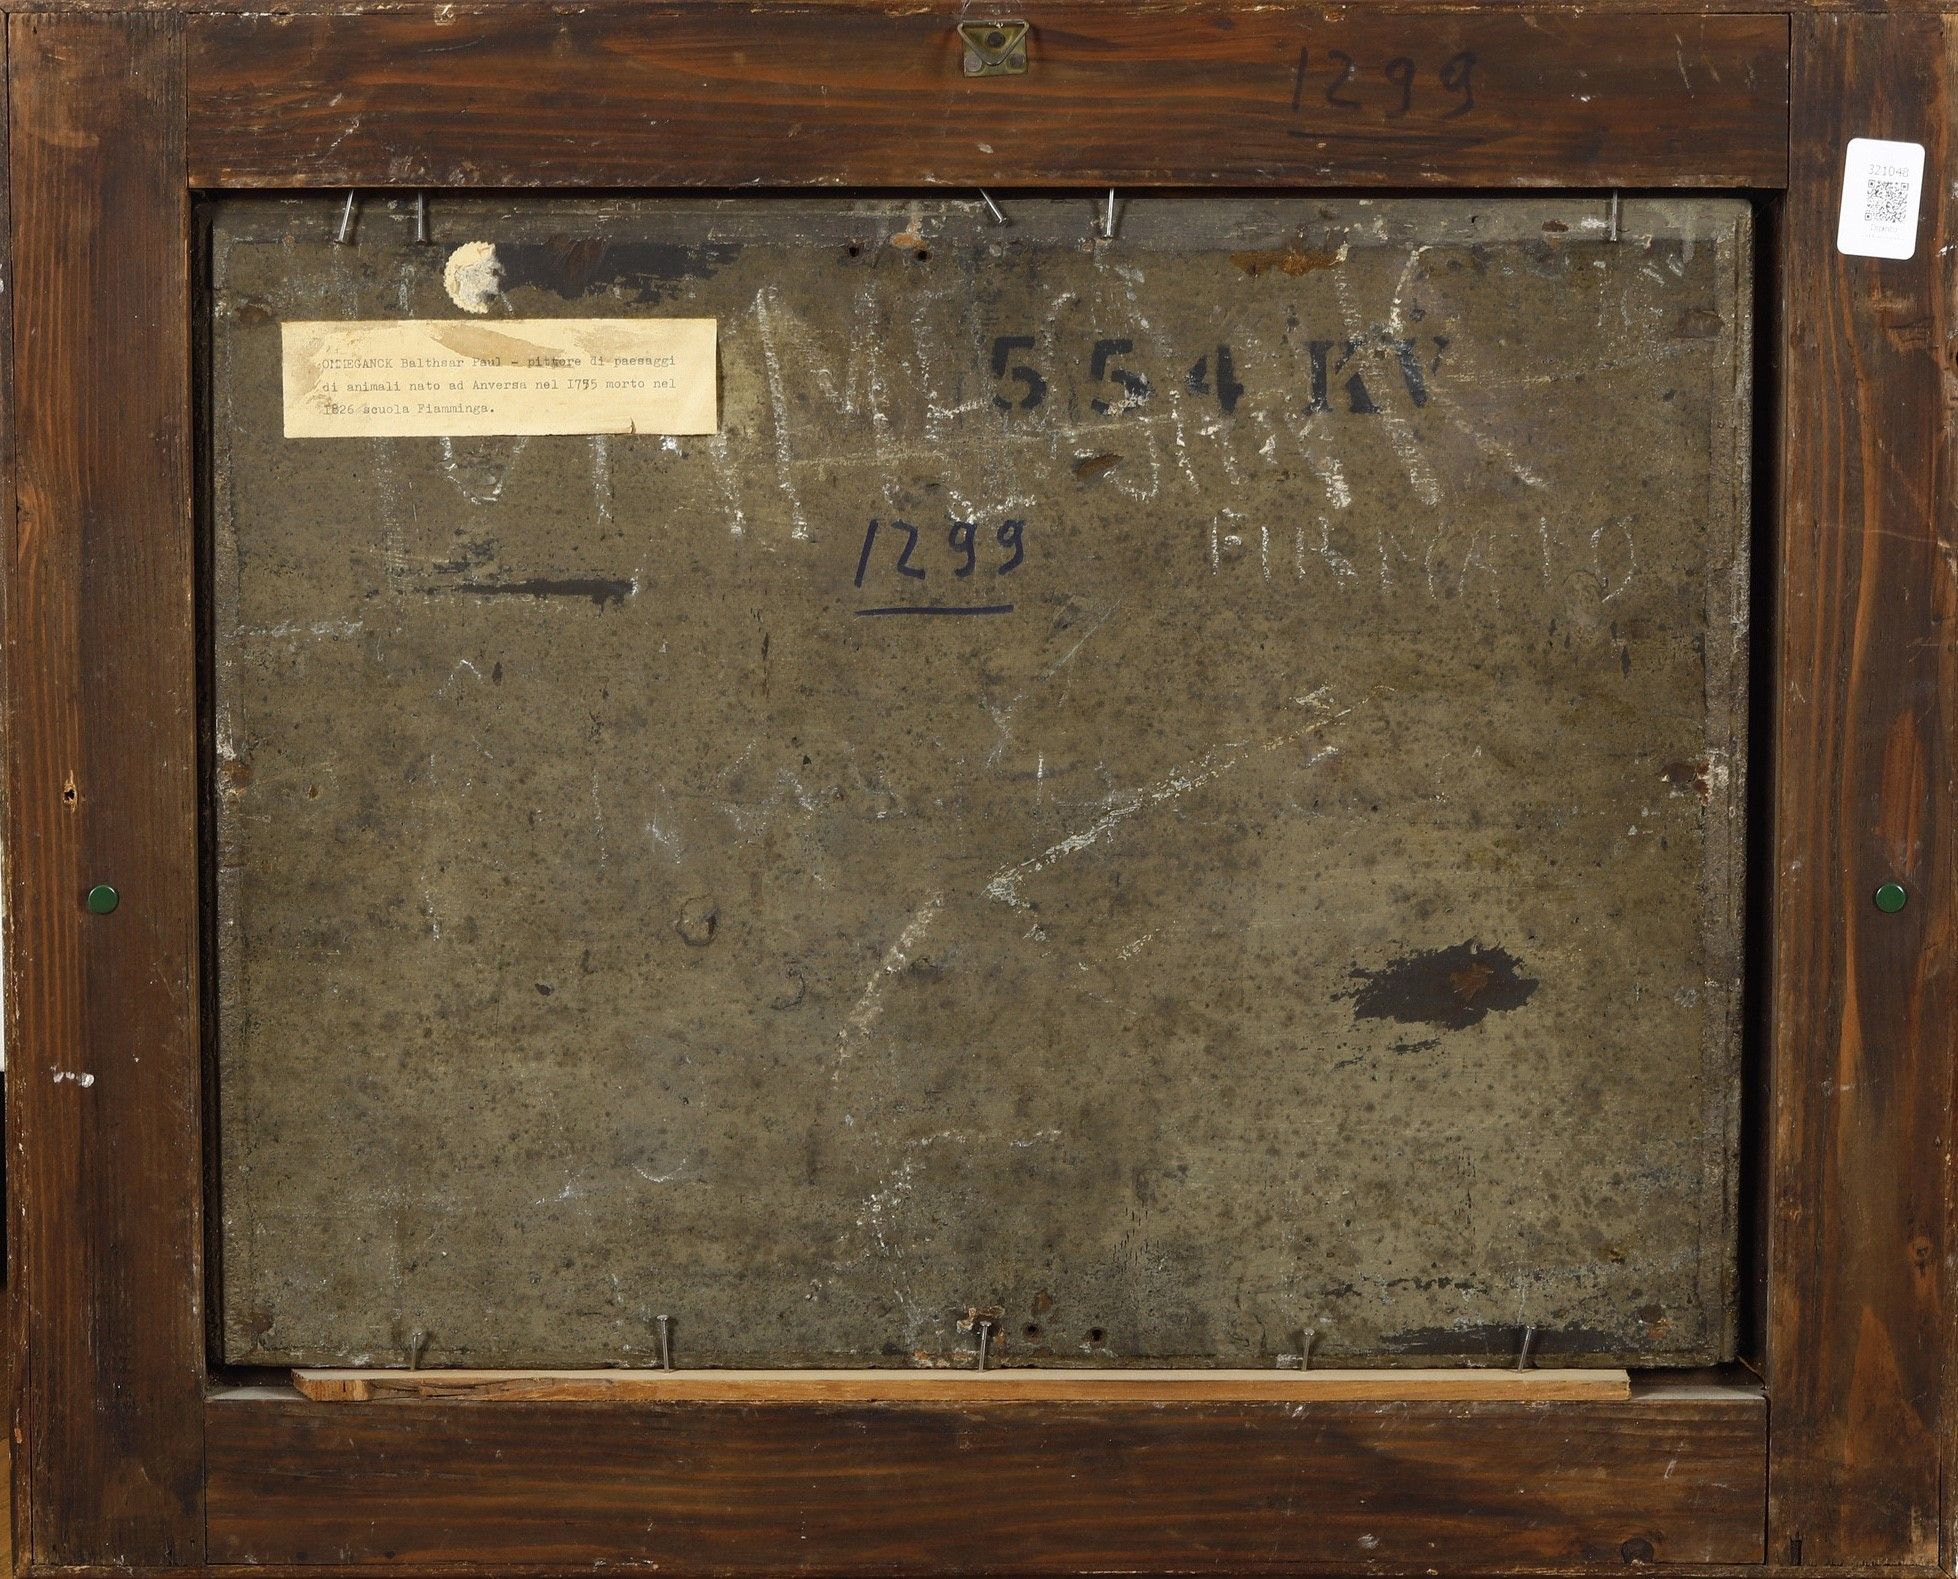 1299
321048
Dipinto
OMMEGANCK Balthsar Paul - pittore di paesaggi
di animali nato ad Anversa nel 1755 morto nel
1826 scuola Fiamminga.
554 KV
1299
FIRMATO